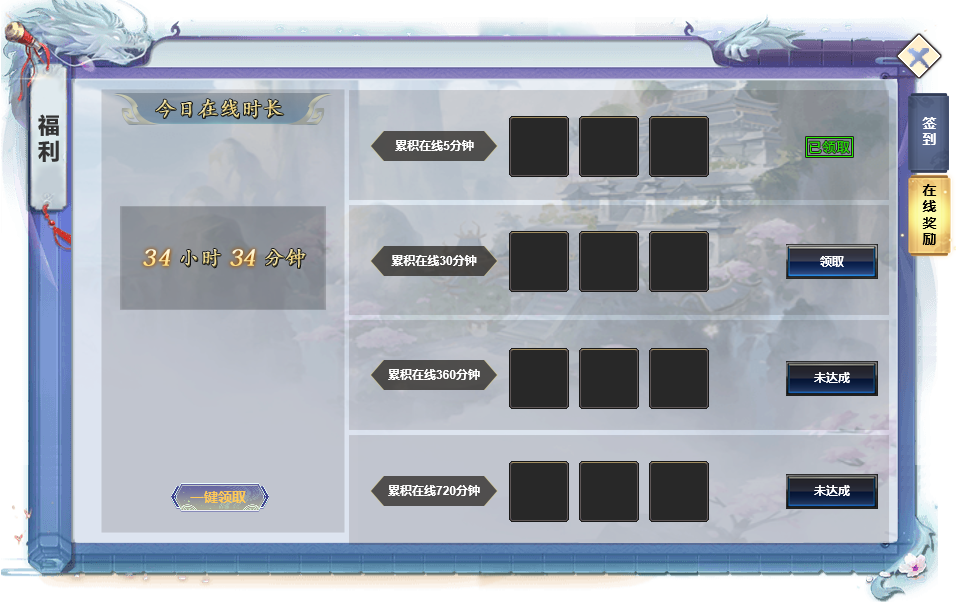 福利
今日在线时长
34 小时 34 分钟
一键领取
累积在线5分钟
已领取
累积在线30分钟
领取
累积在线360分钟
未达成
累积在线720分钟
未达成
签到
在线奖励